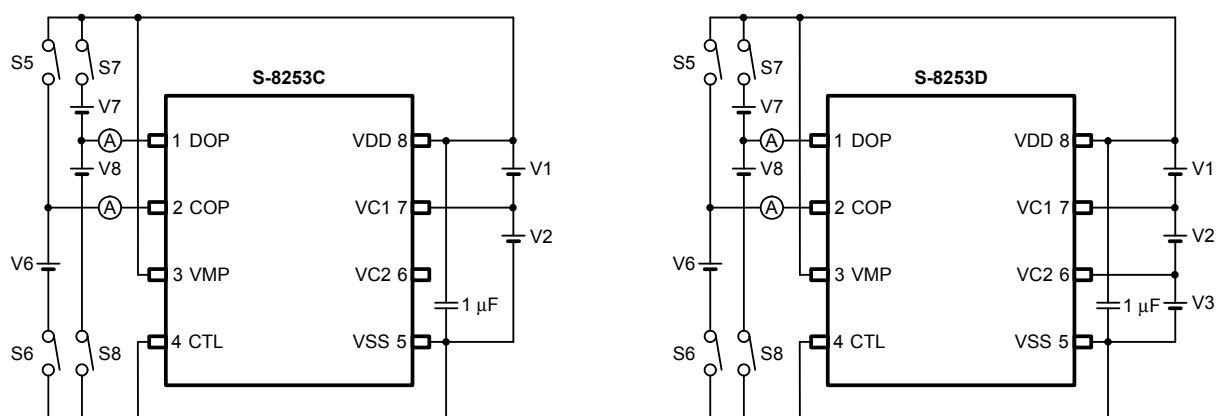 S-8253C
S5
S7
V7
A
1 DOP
VDD 8
V8
V1
A
2 COP
VC1 7
V2
V6
3 VMP
VC2 6
1 μF
S6
S8
4 CTL
VSS 5
S-8253D
S5
S7
V7
A
1 DOP
VDD 8
V8
V1
A
2 COP
VC1 7
V2
V6
3 VMP
VC2 6
1 μF
V3
S6
S8
4 CTL
VSS 5